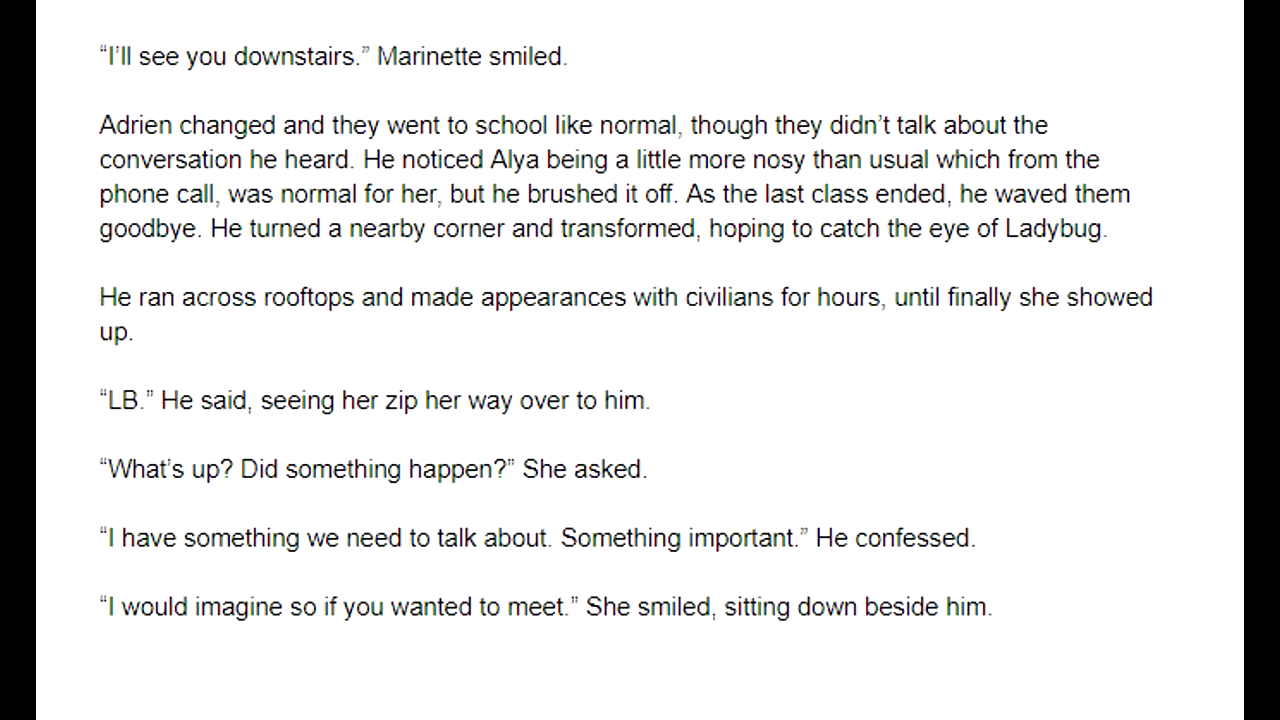 “I’ll see you downstairs.” Marinette smiled.
Adrien changed and they went to school like normal, though they didn’t talk about the
conversation he heard. He noticed Alya being a little more nosy than usual which from the
phone call, was normal for her, but he brushed it off. As the last class ended, he waved them
goodbye. He turned a nearby corner and transformed, hoping to catch the eye of Ladybug.
He ran across rooftops and made appearances with civilians for hours, until finally she showed
up.
“LB.” He said, seeing her zip her way over to him.
“What’s up? Did something happen?” She asked.
“I have something we need to talk about. Something important.” He confessed.
“I would imagine so if you wanted to meet.” She smiled, sitting down beside him.